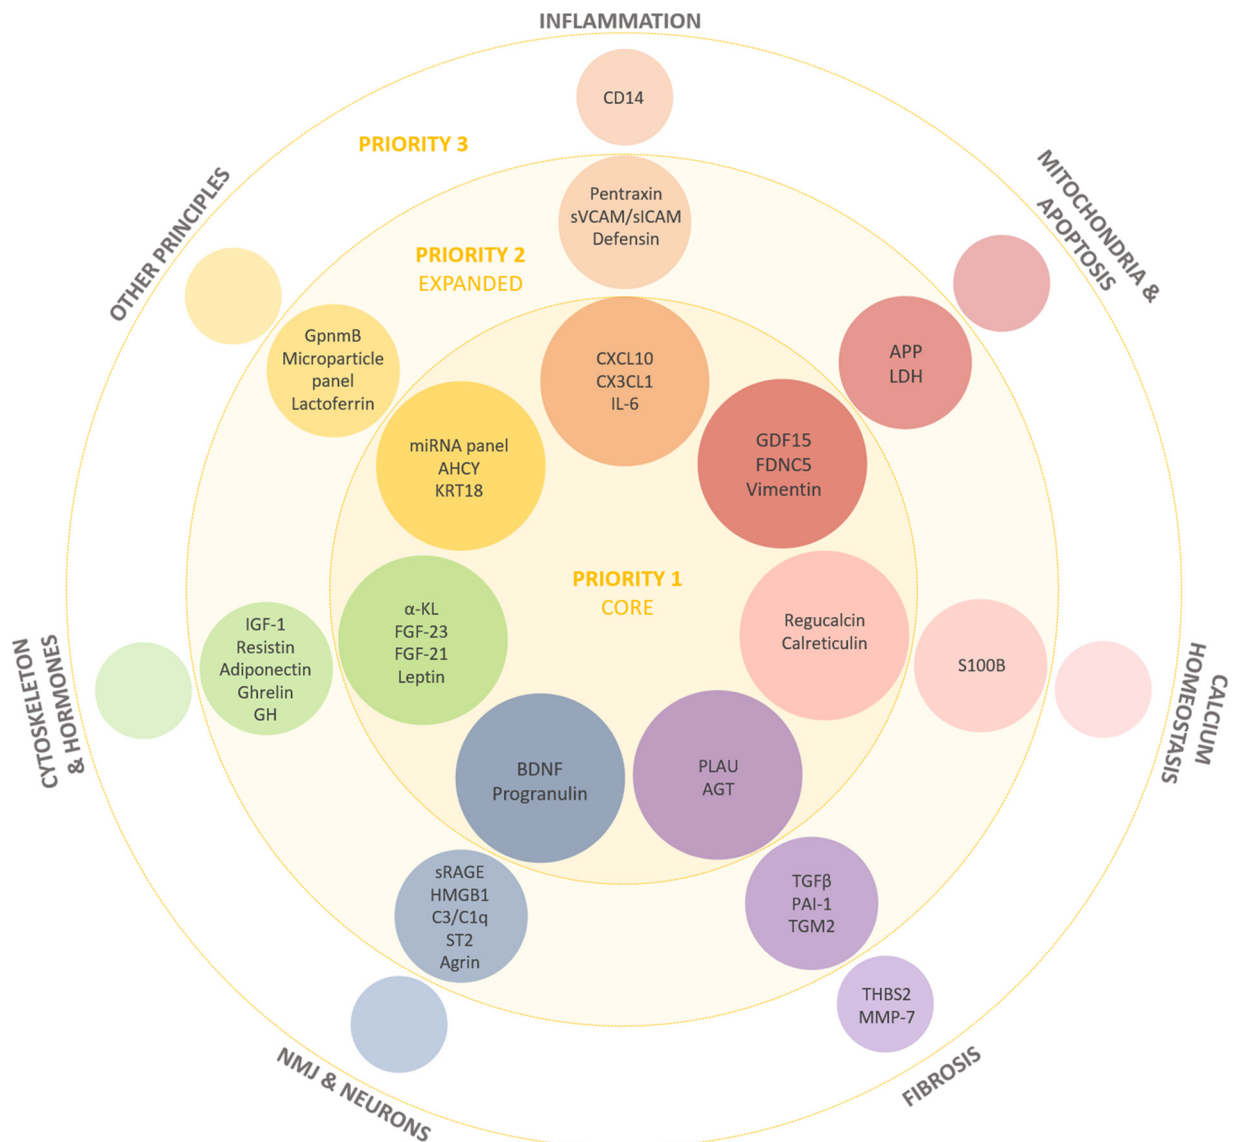 INFLAMMATION
CD14
PRIORITY 3
Pentraxin
sVCAM/sICAM
Defensin
PRIORITY 2
EXPANDED
MITOCHONDRIA &
APOPTOSIS
OTHER PRINCIPLES
GpnmB
Microparticle
panel
Lactoferrin
CXCL10
CX3CL1
IL-6
APP
LDH
miRNA panel
AHCY
KRT18
GDF15
FDNC5
Vimentin
PRIORITY 1
CORE
α-KL
FGF-23
FGF-21
Leptin
Regucalcin
Calreticulin
IGF-1
Resistin
Adiponectin
Ghrelin
GH
S100B
CYTOSKELETON
& HORMONES
CALCIUM
HOMEOSTASIS
BDNF
Progranulin
PLAU
AGT
sRAGE
HMGB1
C3/C1q
ST2
Agrin
TGFβ
PAI-1
TGM2
THBS2
MMP-7
NMJ & NEURONS
FIBROSIS